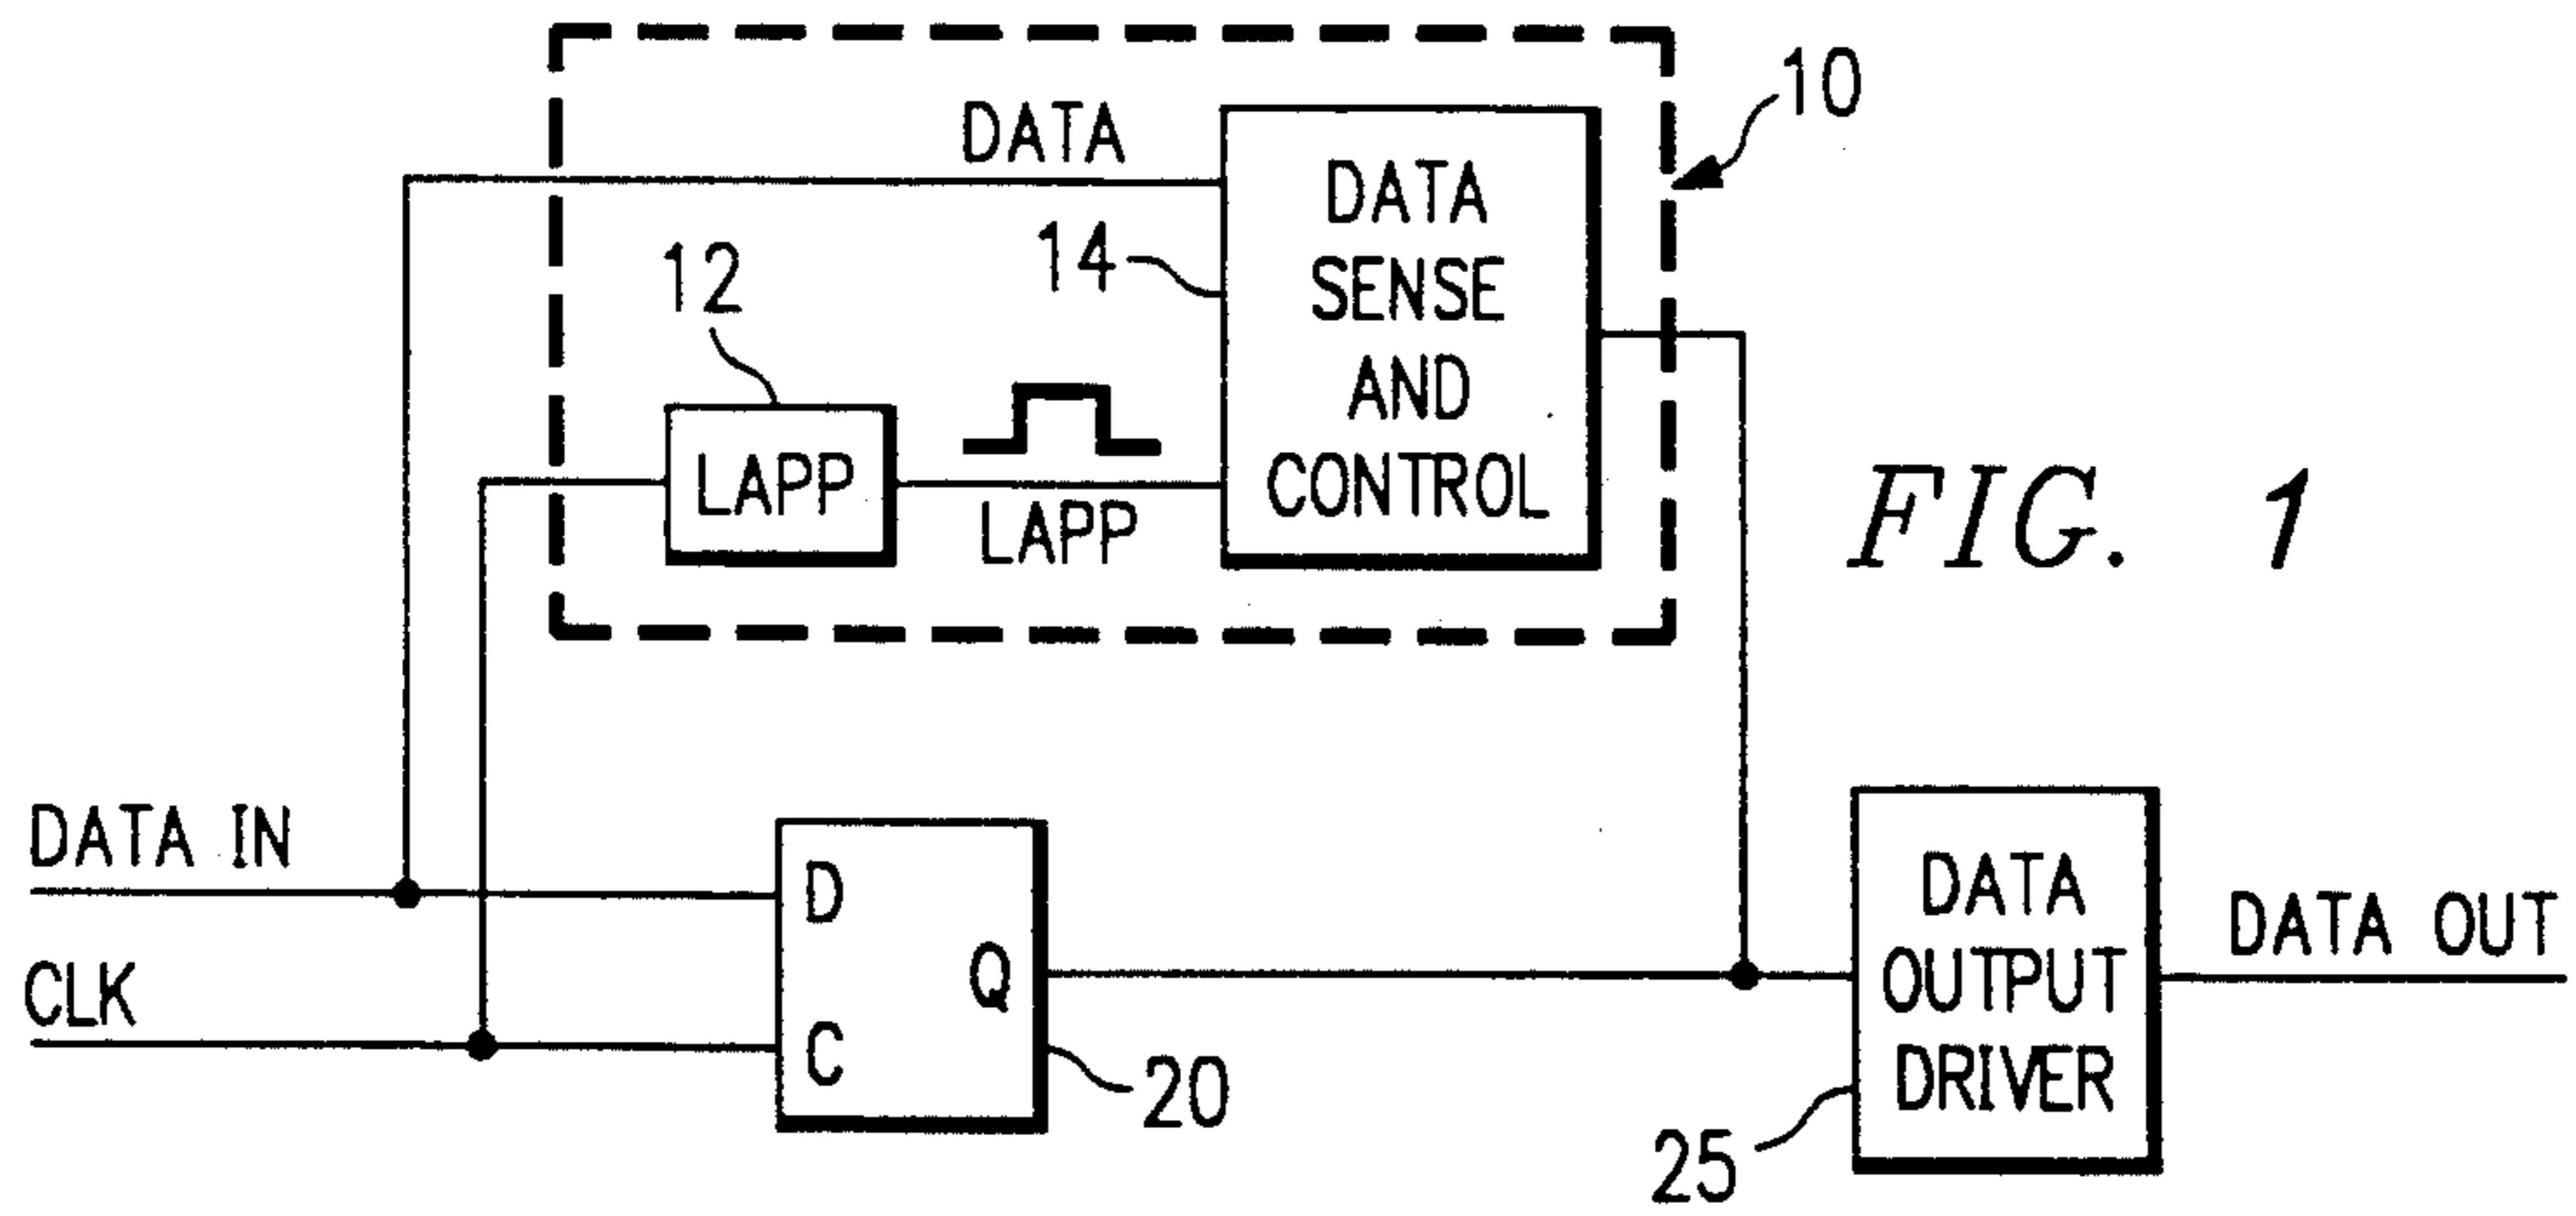 10
DATA
DATA
SENSE
AND
CONTROL
14
12
LAPP
LAPP
FIG. 1
DATA IN
CLK
D
C
Q
20
DATA
OUTPUT
DRIVER
25
DATA OUT